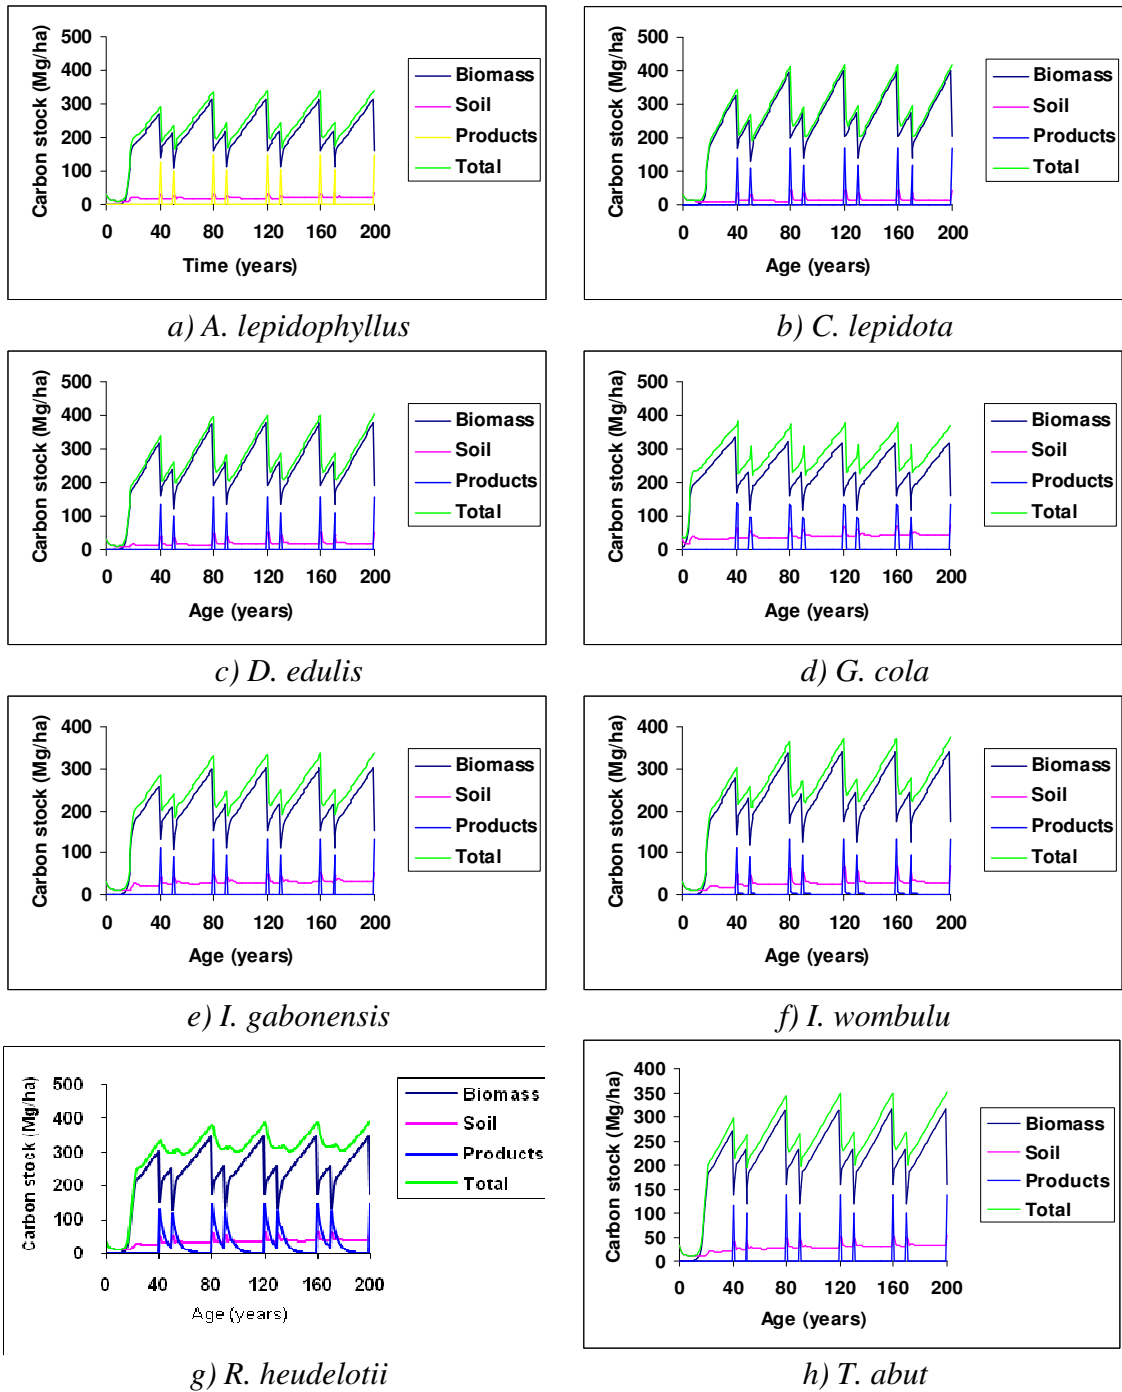 Carbon stock (Mg/ha)
500
400
300
200
100
0
0 40 80 120 160 200
Time (years)
Biomass
Soil
Products
Total
a) A. lepidophyllus
Carbon stock (Mg/ha)
500
400
300
200
100
0
0 40 80 120 160 200
Age (years)
Biomass
Soil
Products
Total
b) C. lepidota
Carbon stock (Mg/ha)
500
400
300
200
100
0
0 40 80 120 160 200
Age (years)
Biomass
Soil
Products
Total
c) D. edulis
Carbon stock (Mg/ha)
500
400
300
200
100
0
0 40 80 120 160 200
Age (years)
Biomass
Soil
Products
Total
d) G. cola
Carbon stock (Mg/ha)
400
300
200
100
0
0 40 80 120 160 200
Age (years)
Biomass
Soil
Products
Total
e) I. gabonensis
Carbon stock (Mg/ha)
400
300
200
100
0
0 40 80 120 160 200
Age (years)
Biomass
Soil
Products
Total
f) I. wombulu
Carbon stock (Mg/ha)
500
400
300
200
100
0
0 40 80 120 160 200
Age (years)
Biomass
Soil
Products
Total
g) R. heudelotii
Carbon stock (Mg/ha)
400
350
300
250
200
150
100
50
0
0 40 80 120 160 200
Age (years)
Biomass
Soil
Products
Total
h) T. abut